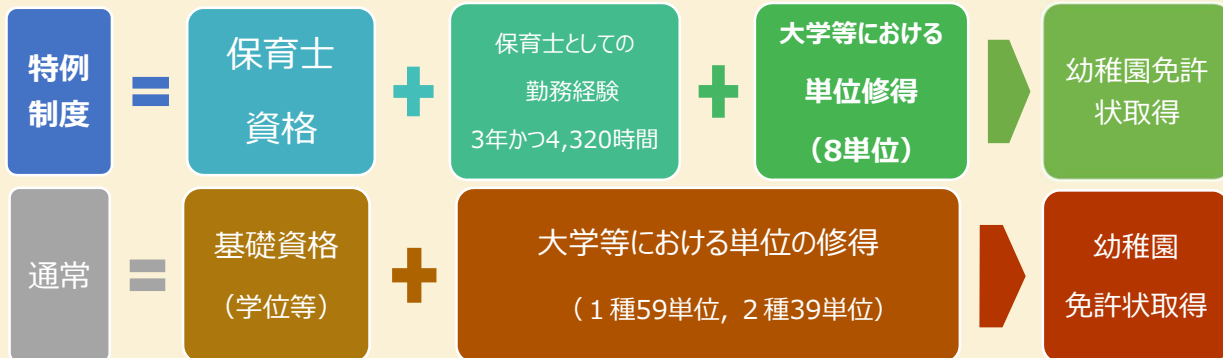 特例
制度
=
保育士
資格
+
保育士としての
勤務経験
3年かつ4,320時間
+
大学等における
単位修得
(8単位)
幼稚園免許
状取得
通常
=
基礎資格
(学位等)
+
大学等における単位の修得
(1種59単位,2種39単位)
幼稚園
免許状取得